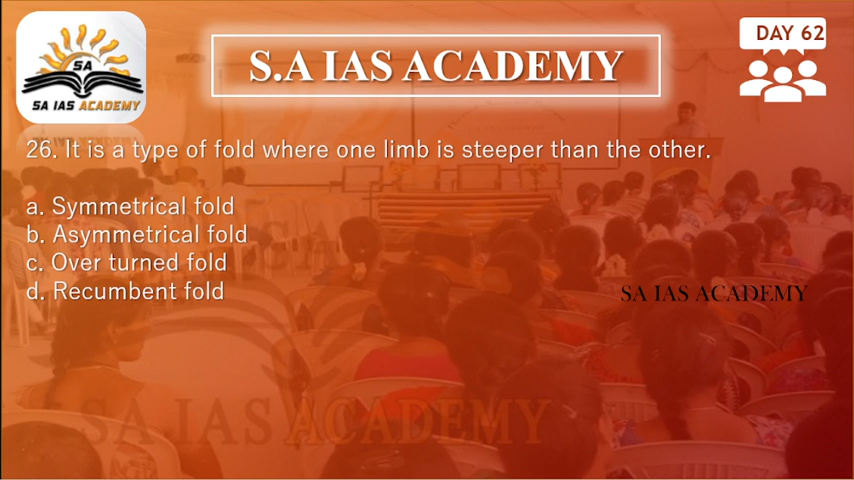 DAY 62
S.A IAS ACADEMY
SA
SA IAS ACADEMY
26. It is a type of fold where one limb is steeper than the other.
a. Symmetrical fold
b. Asymmetrical fold
c. Over turned fold
d. Recumbent fold
SA IAS ACADEMY
SA IAS ACADEMY